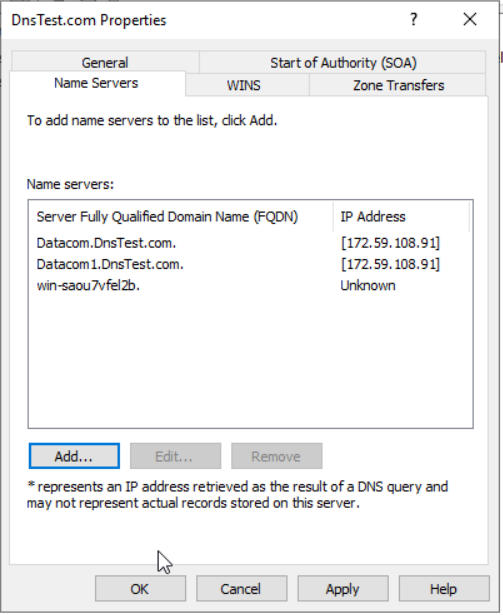 DnsTest.com Properties
?
General
Start of Authority (SOA)
Name Servers
WINS
Zone Transfers
To add name servers to the list, click Add.
Name servers:
Server Fully Qualified Domain Name (FQDN) IP Address
Datacom.DnsTest.com. [172.59.108.91]
Datacom1.DnsTest.com. [172.59.108.91]
win-saou7vfel2b. Unknown
Add... Edit... Remove
* represents an IP address retrieved as the result of a DNS query and
may not represent actual records stored on this server.
OK Cancel Apply Help